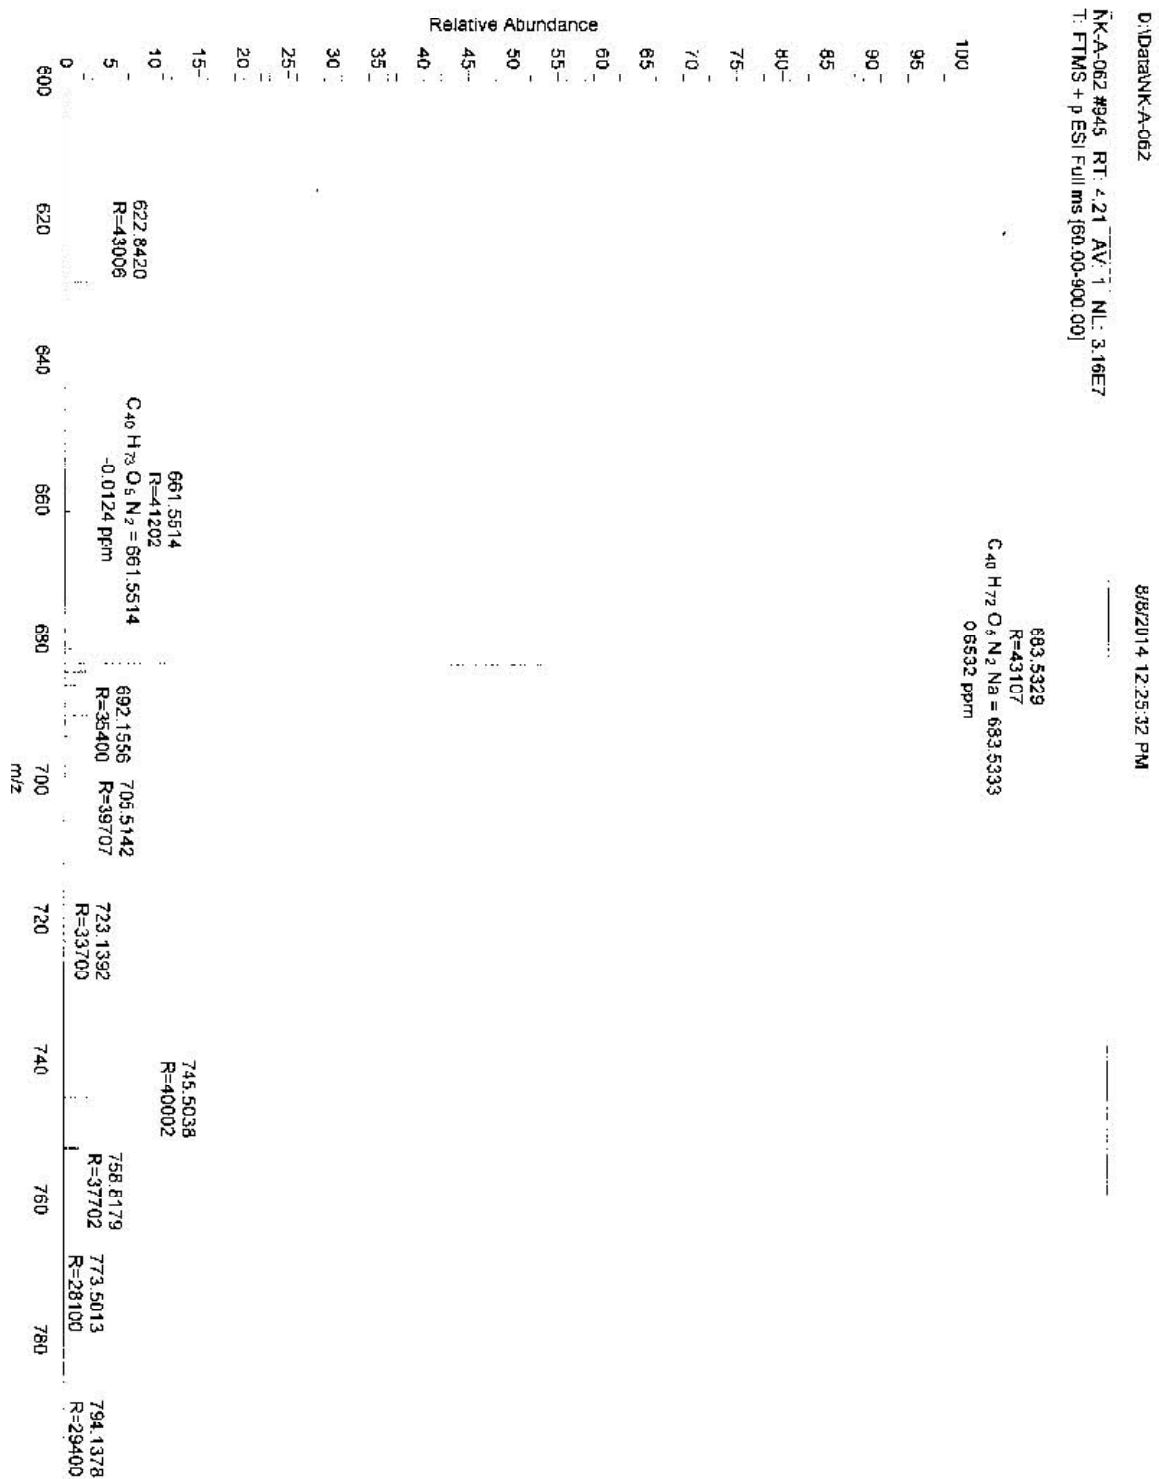 D:\Data\NK-A-062
8/8/2014 12:25:32 PM
NK-A-062 #945 RT: 4.21 AV: 1 NL: 3.16E7
T: FTMS + p ESI Full ms [60.00-900.00]
683.5329
R=43107
C40 H72 O5 N2 Na = 683.5333
0.6532 ppm
Relative Abundance
100
95
90
85
80
75
70
65
60
55
50
45
40
35
30
25
20
15
10
5
0
622.8420
R=43006
661.5514
R=41202
C40 H73 O5 N2 = 661.5514
-0.0124 ppm
692.1556
R=35400
705.5142
R=39707
723.1392
R=33700
745.5038
R=40002
758.8179
R=37702
773.5013
R=28100
794.1378
R=29400
600 620 640 660 680 700 720 740 760 780
m/z